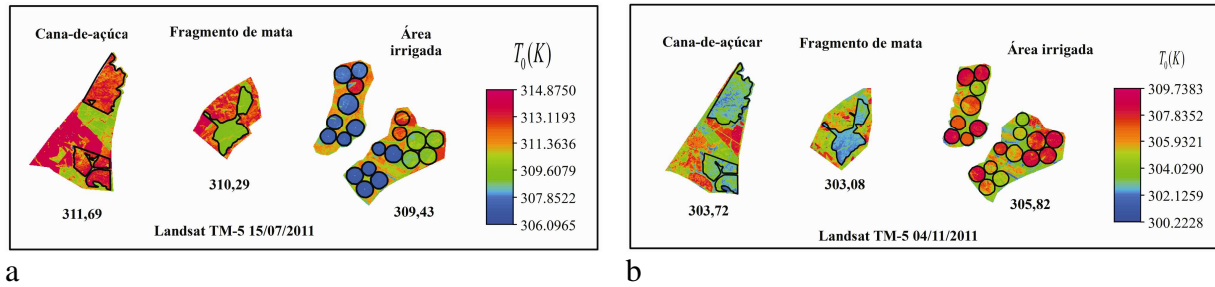 Cana-de-açúca
Fragmento de mata
Área
irrigada
T₀(K)
314.8750
313.1193
311.3636
309.6079
307.8522
306.0965
310,29
311,69
309,43
Landsat TM-5 15/07/2011
a
Cana-de-açúcar
Fragmento de mata
Área irrigada
T₀(K)
309.7383
307.8352
305.9321
304.0290
302.1259
300.2228
303,08
303,72
305,82
Landsat TM-5 04/11/2011
b